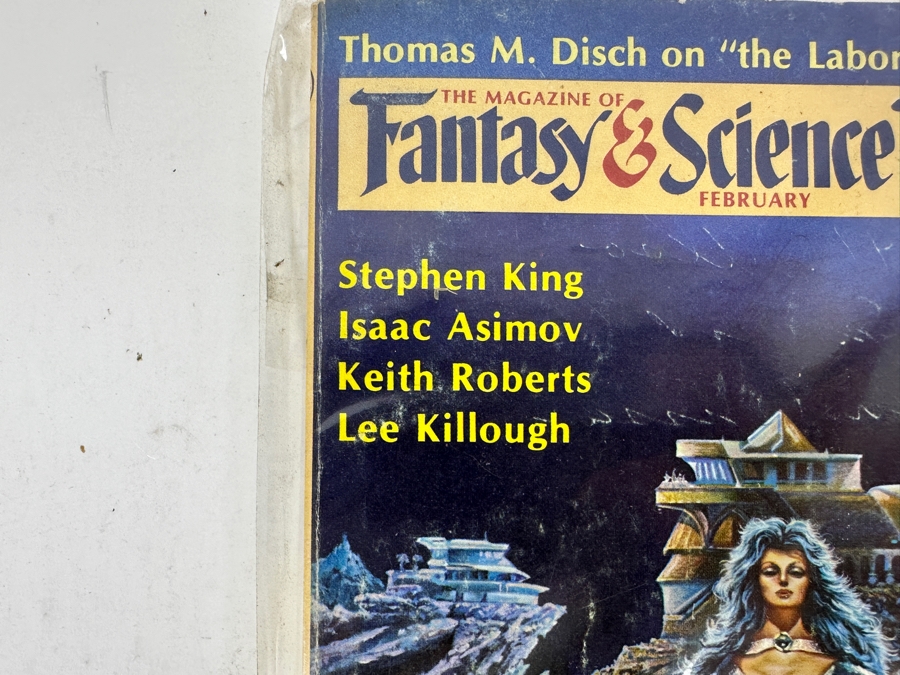 Thomas M. Disch on "the Labor
THE MAGAZINE OF
Fantasy & Science
FEBRUARY
Stephen King
Isaac Asimov
Keith Roberts
Lee Killough